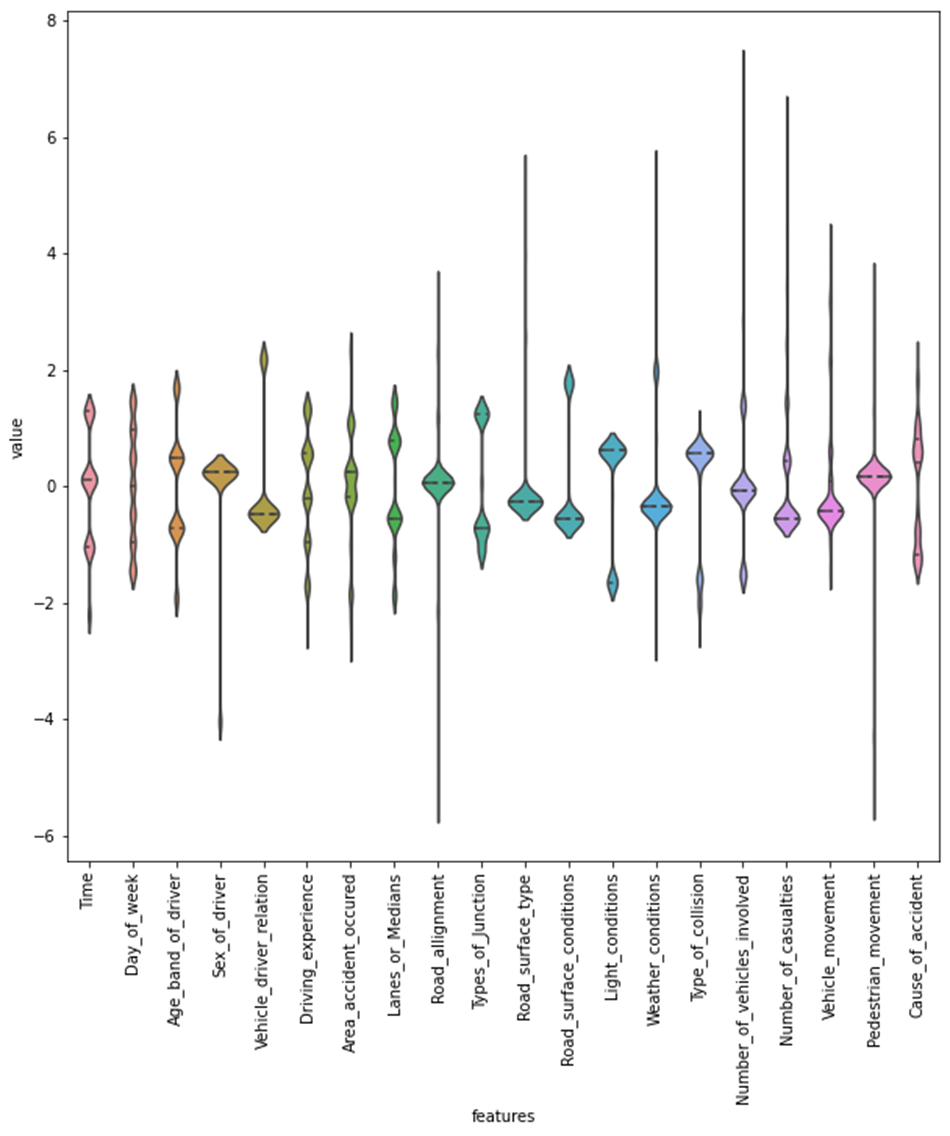 8
6
4
2
0
−2
−4
−6
value
Time
Day_of_week
Age_band_of_driver
Sex_of_driver
Vehicle_driver_relation
Driving_experience
Area_accident_occured
Lanes_or_Medians
Road_allignment
Types_of_Junction
Road_surface_type
Road_surface_conditions
Light_conditions
Weather_conditions
Type_of_collision
Number_of_vehicles_involved
Number_of_casualties
Vehicle_movement
Pedestrian_movement
Cause_of_accident
features